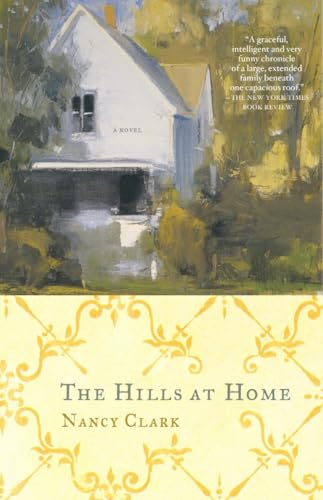 "A graceful,
intelligent and very
funny chronicle
of a large, extended
family beneath
one capacious roof."
—THE NEW YORK TIMES
BOOK REVIEW
A NOVEL
THE HILLS AT HOME
NANCY CLARK